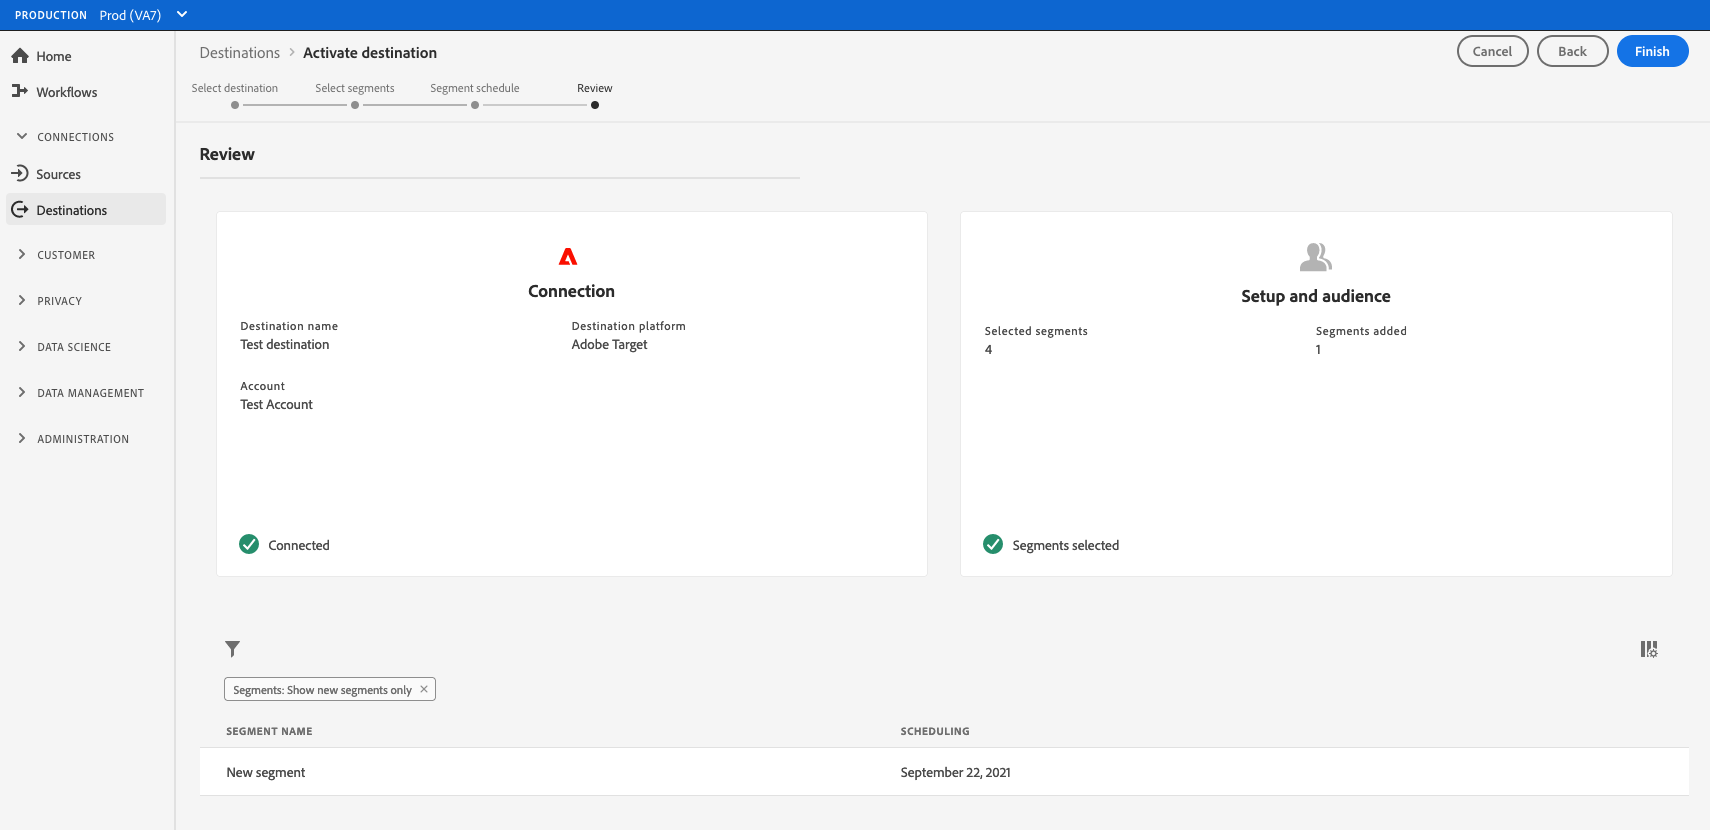 PRODUCTION Prod (VA7)
Home
Workflows
CONNECTIONS
Sources
Destinations
CUSTOMER
PRIVACY
DATA SCIENCE
DATA MANAGEMENT
ADMINISTRATION
Destinations > Activate destination
Cancel Back Finish
Select destination Select segments Segment schedule Review
Review
Connection
Destination name Destination platform
Test destination Adobe Target
Account
Test Account
Connected
Setup and audience
Selected segments Segments added
4 1
Segments selected
Segments: Show new segments only ×
SEGMENT NAME SCHEDULING
New segment September 22, 2021